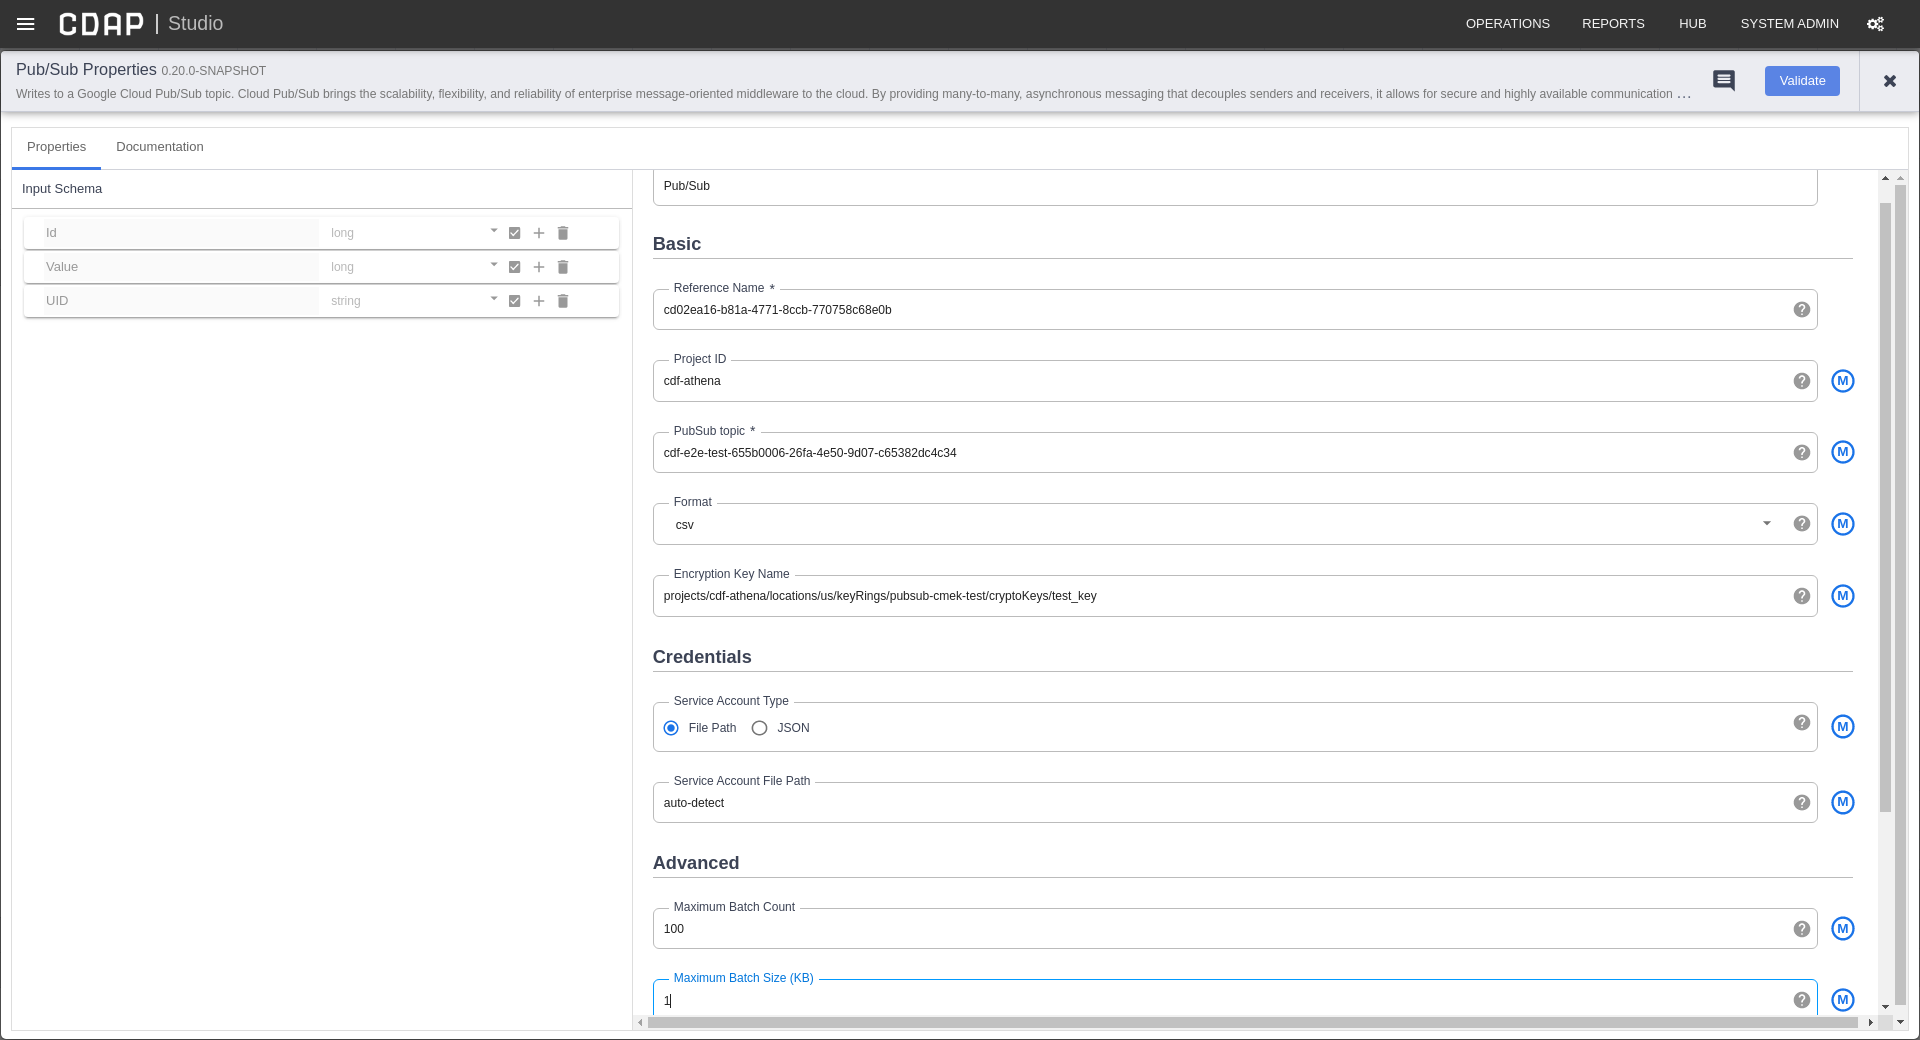 CDAP | Studio OPERATIONS REPORTS HUB SYSTEM ADMIN
Pub/Sub Properties 0.20.0-SNAPSHOT
Writes to a Google Cloud Pub/Sub topic. Cloud Pub/Sub brings the scalability, flexibility, and reliability of enterprise message-oriented middleware to the cloud. By providing many-to-many, asynchronous messaging that decouples senders and receivers, it allows for secure and highly available communication ...
Validate
Properties Documentation
Input Schema
Id long
Value long
UID string
Pub/Sub
Basic
Reference Name *
cd02ea16-b81a-4771-8ccb-770758c68e0b
Project ID
cdf-athena
M
PubSub topic *
cdf-e2e-test-655b0006-26fa-4e50-9d07-c65382dc4c34
M
Format
csv
M
Encryption Key Name
projects/cdf-athena/locations/us/keyRings/pubsub-cmek-test/cryptoKeys/test_key
M
Credentials
Service Account Type
File Path JSON
M
Service Account File Path
auto-detect
M
Advanced
Maximum Batch Count
100
M
Maximum Batch Size (KB)
1
M